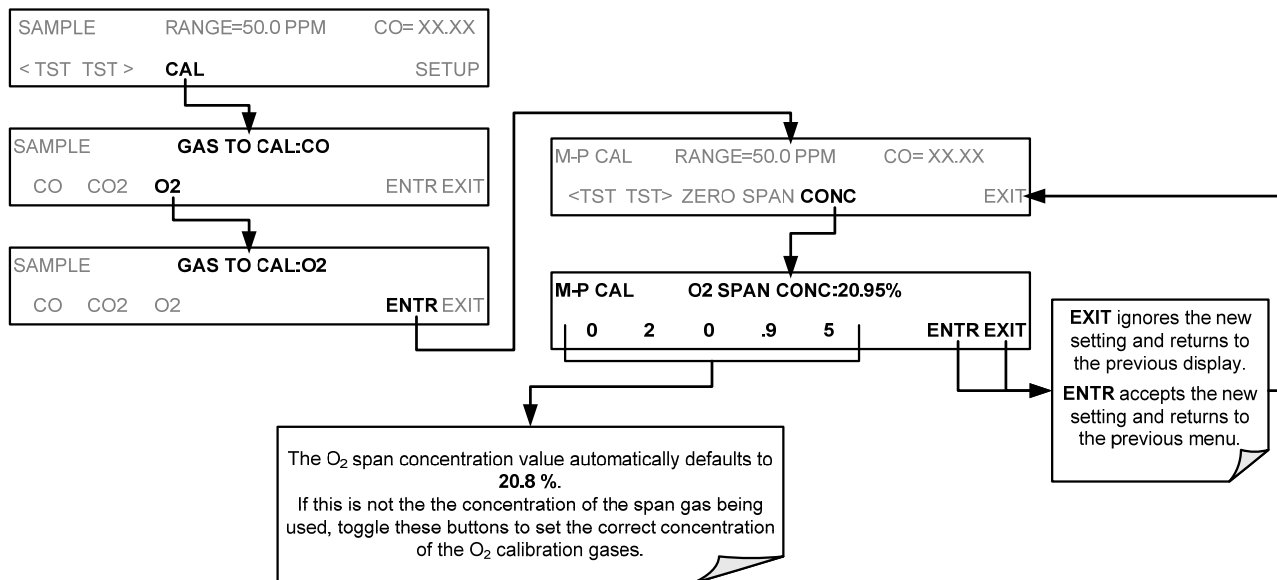 SAMPLE RANGE=50.0 PPM CO= XX.XX
< TST TST > CAL SETUP
SAMPLE GAS TO CAL:CO
CO CO2 O2 ENTR EXIT
SAMPLE GAS TO CAL:O2
CO CO2 O2 ENTR EXIT
M-P CAL RANGE=50.0 PPM CO= XX.XX
<TST TST> ZERO SPAN CONC EXIT
M-P CAL O2 SPAN CONC:20.95%
0 2 0 .9 5 ENTR EXIT
EXIT ignores the new
setting and returns to
the previous display.
ENTR accepts the new
setting and returns to
the previous menu.
The O₂ span concentration value automatically defaults to
20.8 %.
If this is not the the concentration of the span gas being
used, toggle these buttons to set the correct concentration
of the O₂ calibration gases.